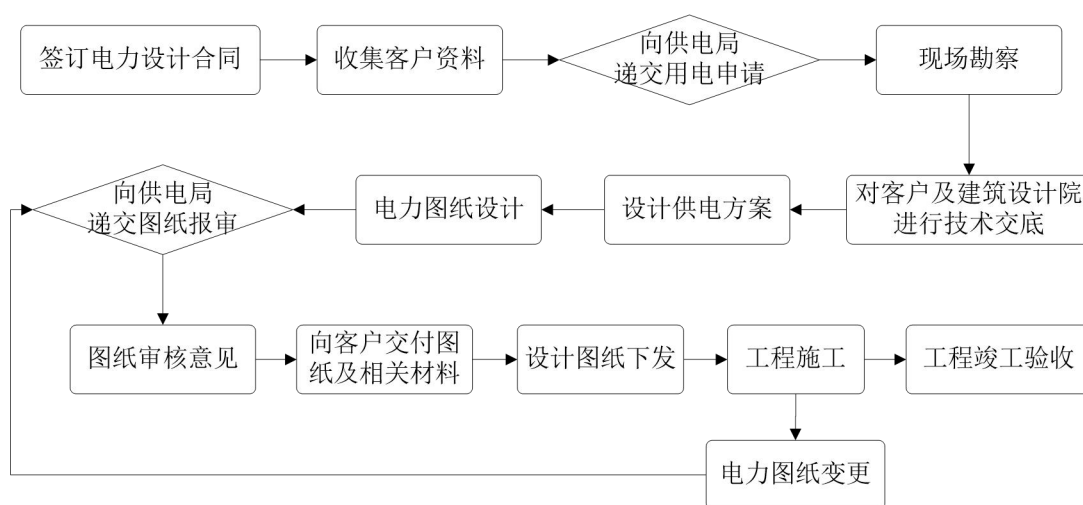 签订电力设计合同
收集客户资料
向供电局
递交用电申请
现场勘察
对客户及建筑设计院
进行技术交底
设计供电方案
电力图纸设计
向供电局
递交图纸报审
图纸审核意见
向客户交付图
纸及相关材料
设计图纸下发
工程施工
工程竣工验收
电力图纸变更